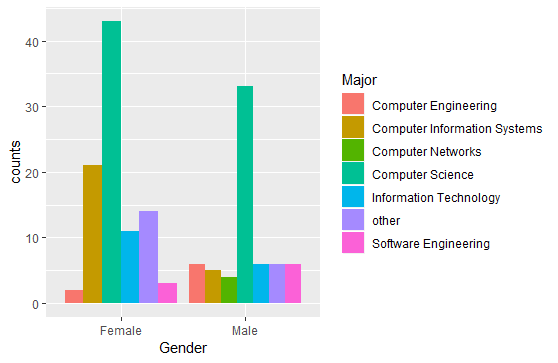 counts
40
30
20
10
0
Female
Male
Gender
Major
Computer Engineering
Computer Information Systems
Computer Networks
Computer Science
Information Technology
other
Software Engineering